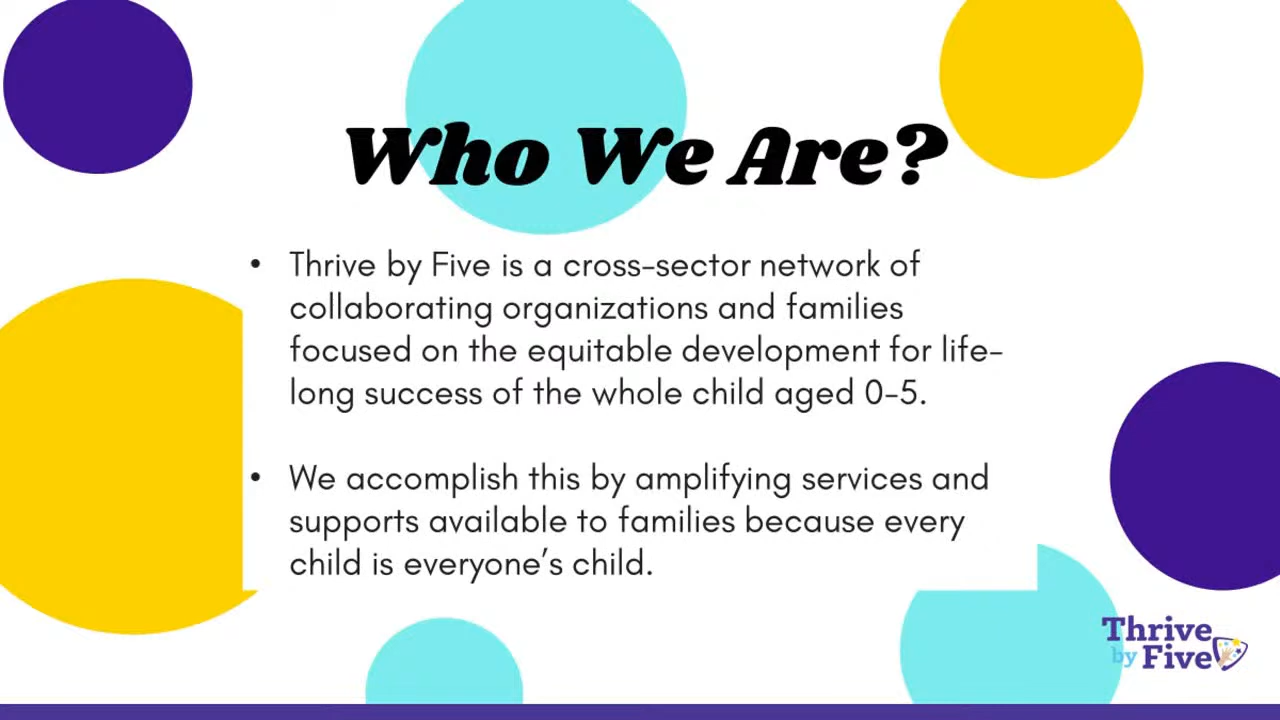 Who We Are?
• Thrive by Five is a cross-sector network of
collaborating organizations and families
focused on the equitable development for life-
long success of the whole child aged 0-5.
• We accomplish this by amplifying services and
supports available to families because every
child is everyone’s child.
Thrive
by Five